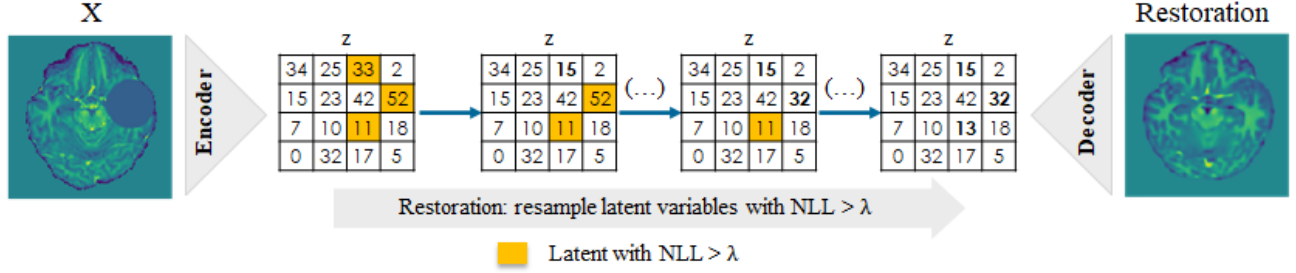 X
Restoration
Encoder
z
34 25 33 2
15 23 42 52
7 10 11 18
0 32 17 5
z
34 25 15 2
15 23 42 52
7 10 11 18
0 32 17 5
(...)
z
34 25 15 2
15 23 42 32
7 10 11 18
0 32 17 5
(...)
z
34 25 15 2
15 23 42 32
7 10 13 18
0 32 17 5
Decoder
Restoration: resample latent variables with NLL > λ
Latent with NLL > λ